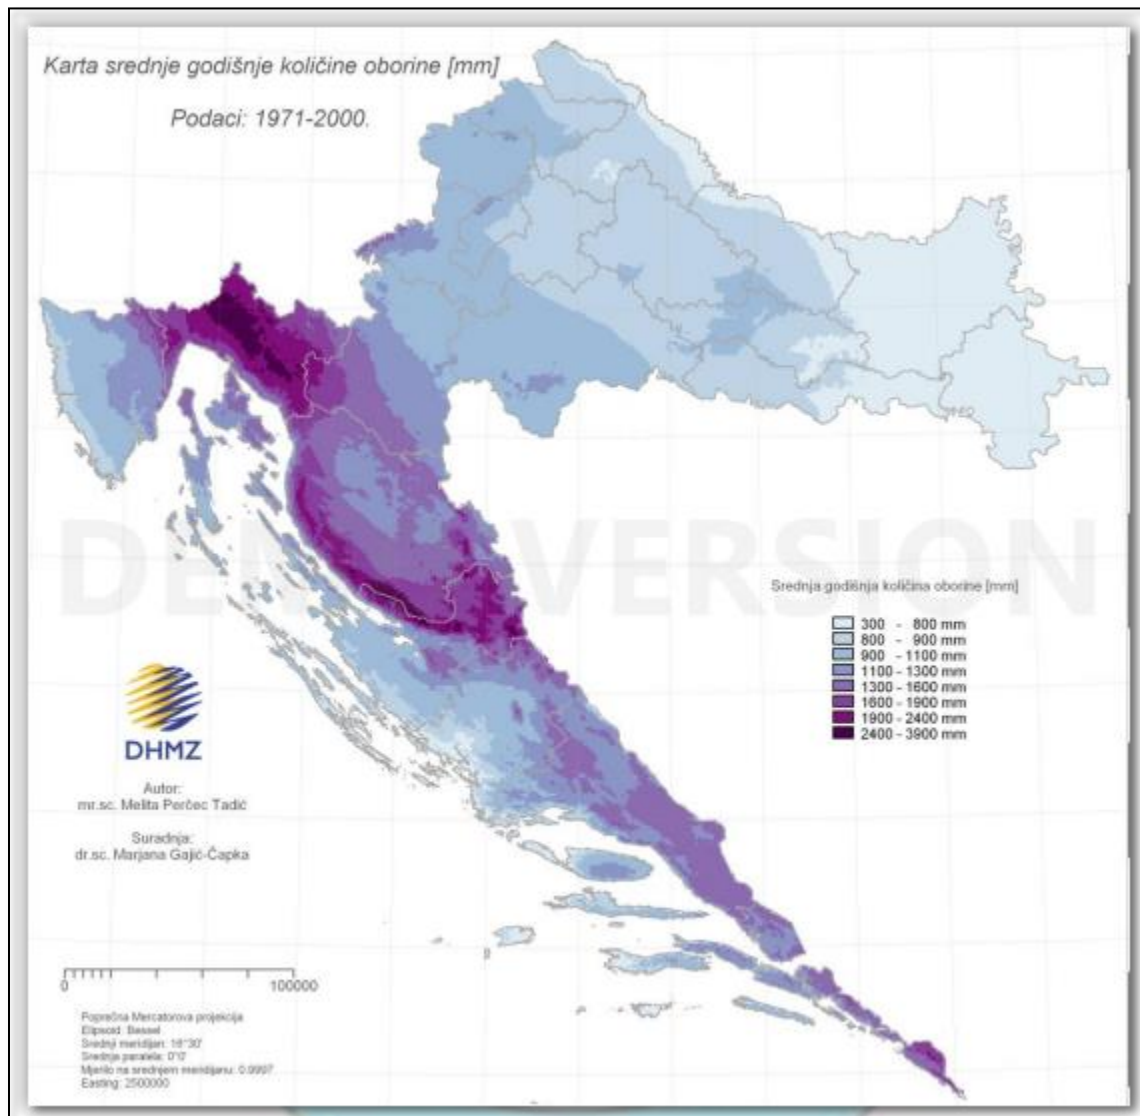 Karta srednje godišnje količine oborine [mm]
Podaci: 1971-2000.
DEMO VERSION
Srednja godišnja količina oborine [mm]
300 - 800 mm
800 - 900 mm
900 - 1100 mm
1100 - 1300 mm
1300 - 1600 mm
1600 - 1900 mm
1900 - 2400 mm
2400 - 3900 mm
DHMZ
Autor:
mr.sc. Melita Perčec Tadić
Suradnja:
dr.sc. Marjana Gajić-Čapka
0 100000
Poprečna Mercatorova projekcija
Elipsoid: Bessel
Srednji meridijan: 16°30'
Srednja paralela: 0°0'
Mjerilo na srednjem meridijanu: 0.9997
Easting: 2500000